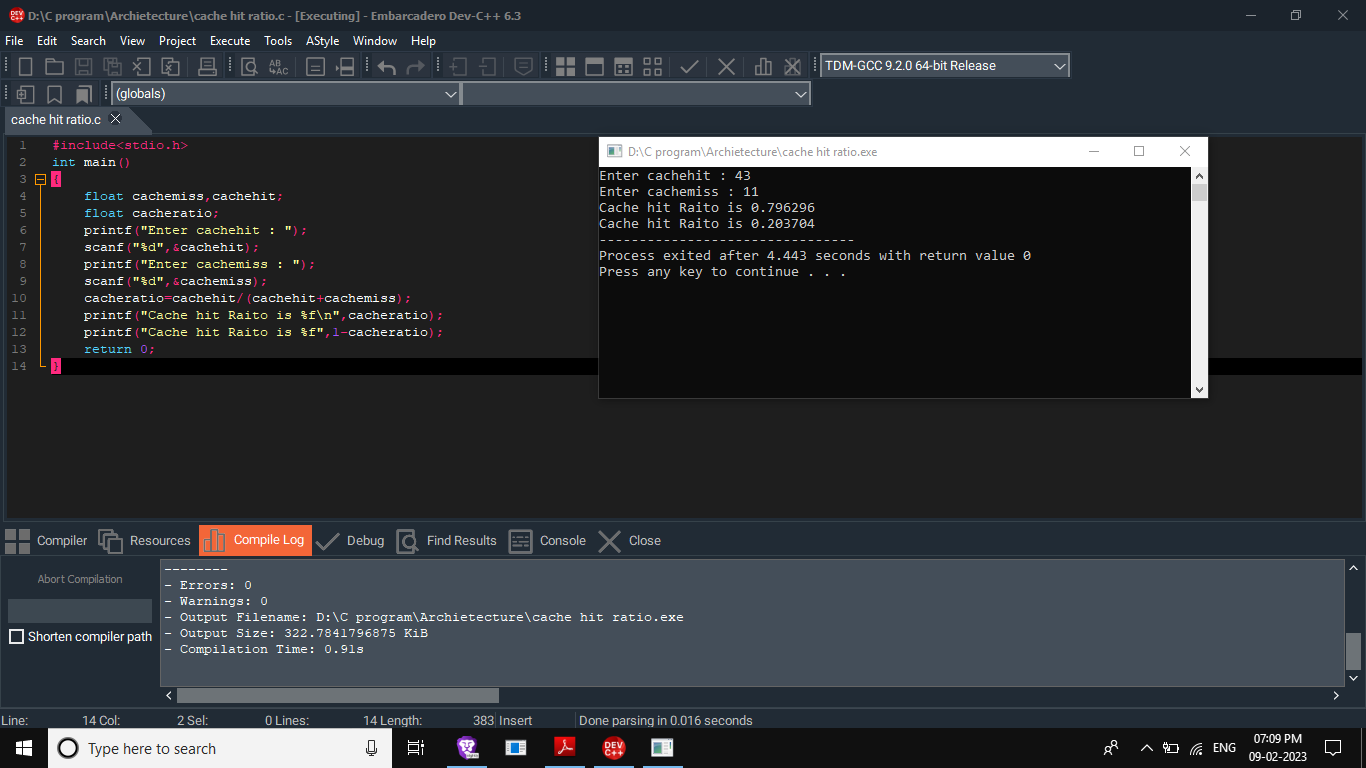 D:\C program\Archietecture\cache hit ratio.c - [Executing] - Embarcadero Dev-C++ 6.3
File Edit Search View Project Execute Tools AStyle Window Help
TDM-GCC 9.2.0 64-bit Release
(globals)
cache hit ratio.c
1 #include<stdio.h>
2 int main()
3 {
4 float cachemiss,cachehit;
5 float cacheratio;
6 printf("Enter cachehit : ");
7 scanf("%d",&cachehit);
8 printf("Enter cachemiss : ");
9 scanf("%d",&cachemiss);
10 cacheratio=cachehit/(cachehit+cachemiss);
11 printf("Cache hit Raito is %f\n",cacheratio);
12 printf("Cache hit Raito is %f",1-cacheratio);
13 return 0;
14 }
D:\C program\Archietecture\cache hit ratio.exe
Enter cachehit : 43
Enter cachemiss : 11
Cache hit Raito is 0.796296
Cache hit Raito is 0.203704
--------------------------------
Process exited after 4.443 seconds with return value 0
Press any key to continue . . .
Compiler Resources Compile Log Debug Find Results Console Close
Abort Compilation
Shorten compiler path
--------
- Errors: 0
- Warnings: 0
- Output Filename: D:\C program\Archietecture\cache hit ratio.exe
- Output Size: 322.7841796875 KiB
- Compilation Time: 0.91s
Line: 14 Col: 2 Sel: 0 Lines: 14 Length: 383 Insert Done parsing in 0.016 seconds
Type here to search
DEV C++
ENG
07:09 PM
09-02-2023